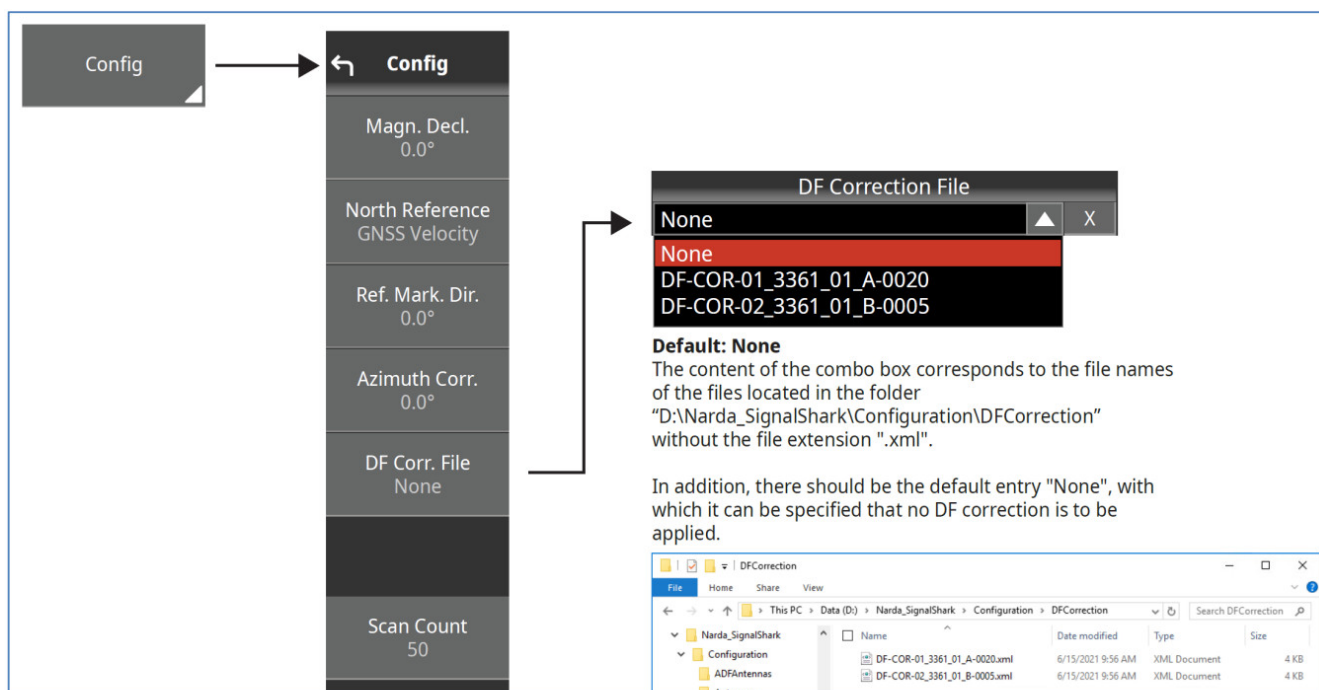 Config
Config
Magn. Decl.
0.0°
North Reference
GNSS Velocity
Ref. Mark. Dir.
0.0°
Azimuth Corr.
0.0°
DF Corr. File
None
Scan Count
50
DF Correction File
None
X
None
DF-COR-01_3361_01_A-0020
DF-COR-02_3361_01_B-0005
Default: None
The content of the combo box corresponds to the file names
of the files located in the folder
“D:\Narda_SignalShark\Configuration\DFCorrection”
without the file extension ".xml".
In addition, there should be the default entry "None", with
which it can be specified that no DF correction is to be
applied.
DFCorrection
File Home Share View
This PC > Data (D:) > Narda_SignalShark > Configuration > DFCorrection
Search DFCorrection
Narda_SignalShark
Configuration
ADFAntennas
Name Date modified Type Size
DF-COR-01_3361_01_A-0020.xml 6/15/2021 9:56 AM XML Document 4 KB
DF-COR-02_3361_01_B-0005.xml 6/15/2021 9:56 AM XML Document 4 KB